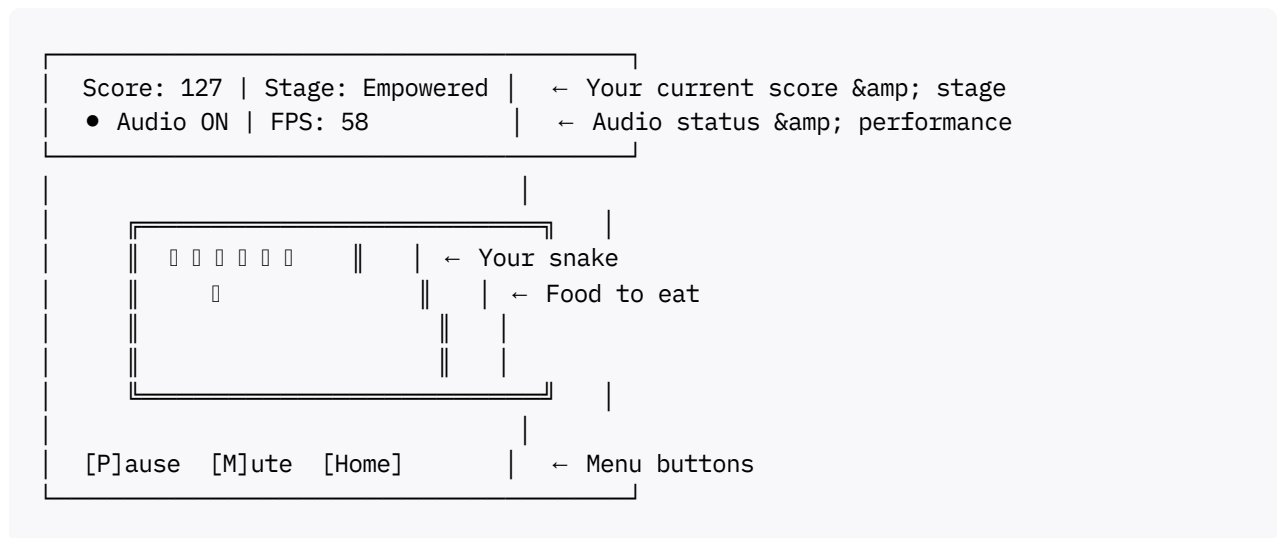 Score: 127 | Stage: Empowered │ ← Your current score &amp; stage
● Audio ON | FPS: 58 │ ← Audio status &amp; performance
← Your snake
← Food to eat
[P]ause [M]ute [Home] │ ← Menu buttons